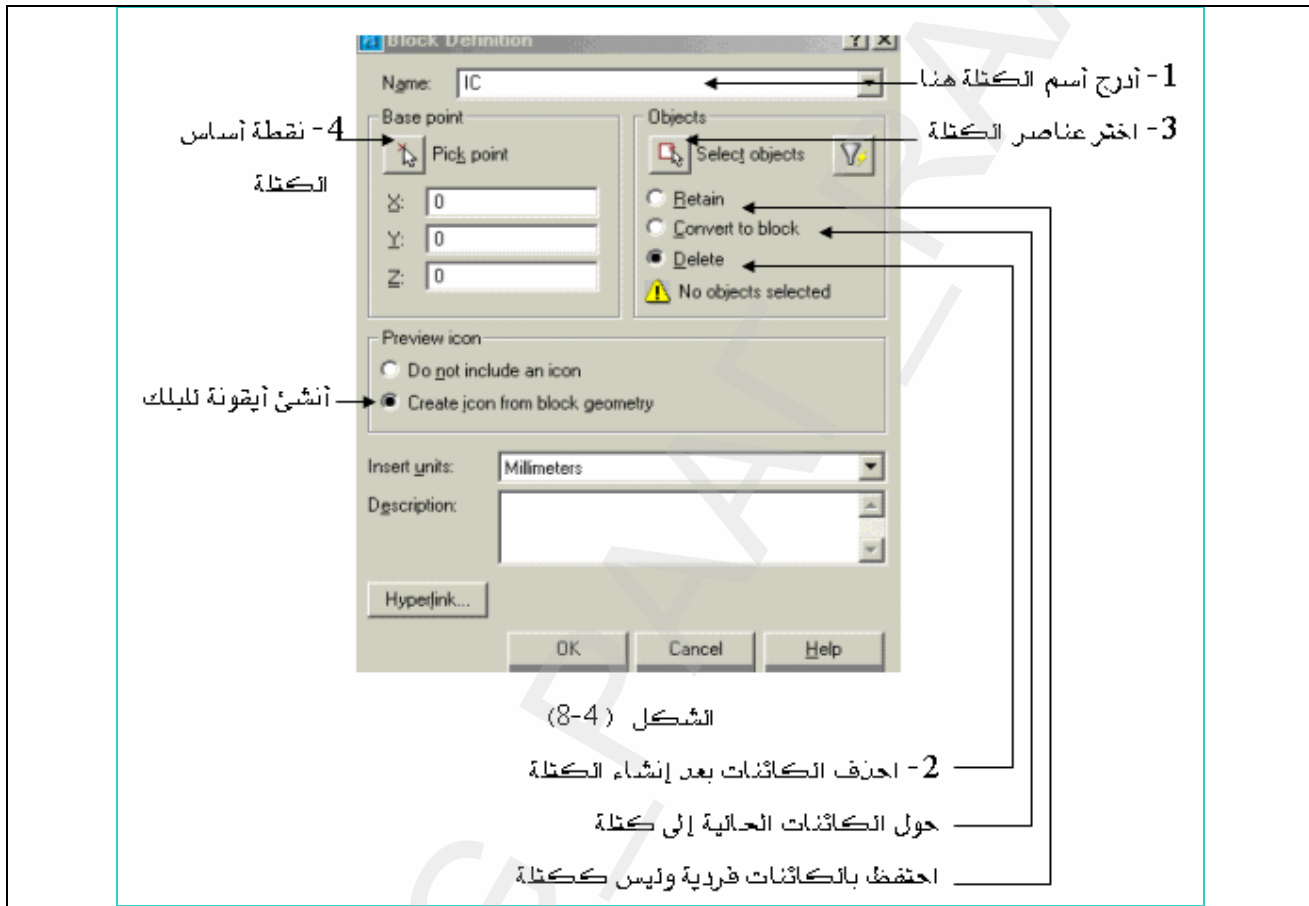 Block Definition
Name: IC
1- أدرج أسم الكتلة هنا
Base point
Objects
4- نقطة أساس
الكتلة
Pick point
Select objects
3- اختر عناصر الكتلة
X: 0
Y: 0
Z: 0
Retain
Convert to block
Delete
No objects selected
Preview icon
Do not include an icon
Create icon from block geometry
أنشئ أيقونة للبلك
Insert units: Millimeters
Description:
Hyperlink...
OK Cancel Help
الشكل (4-8)
2- احذف الكائنات بعد إنشاء الكتلة
حول الكائنات الحالية إلى كتلة
احتفظ بالكائنات فردية وليس ككتلة